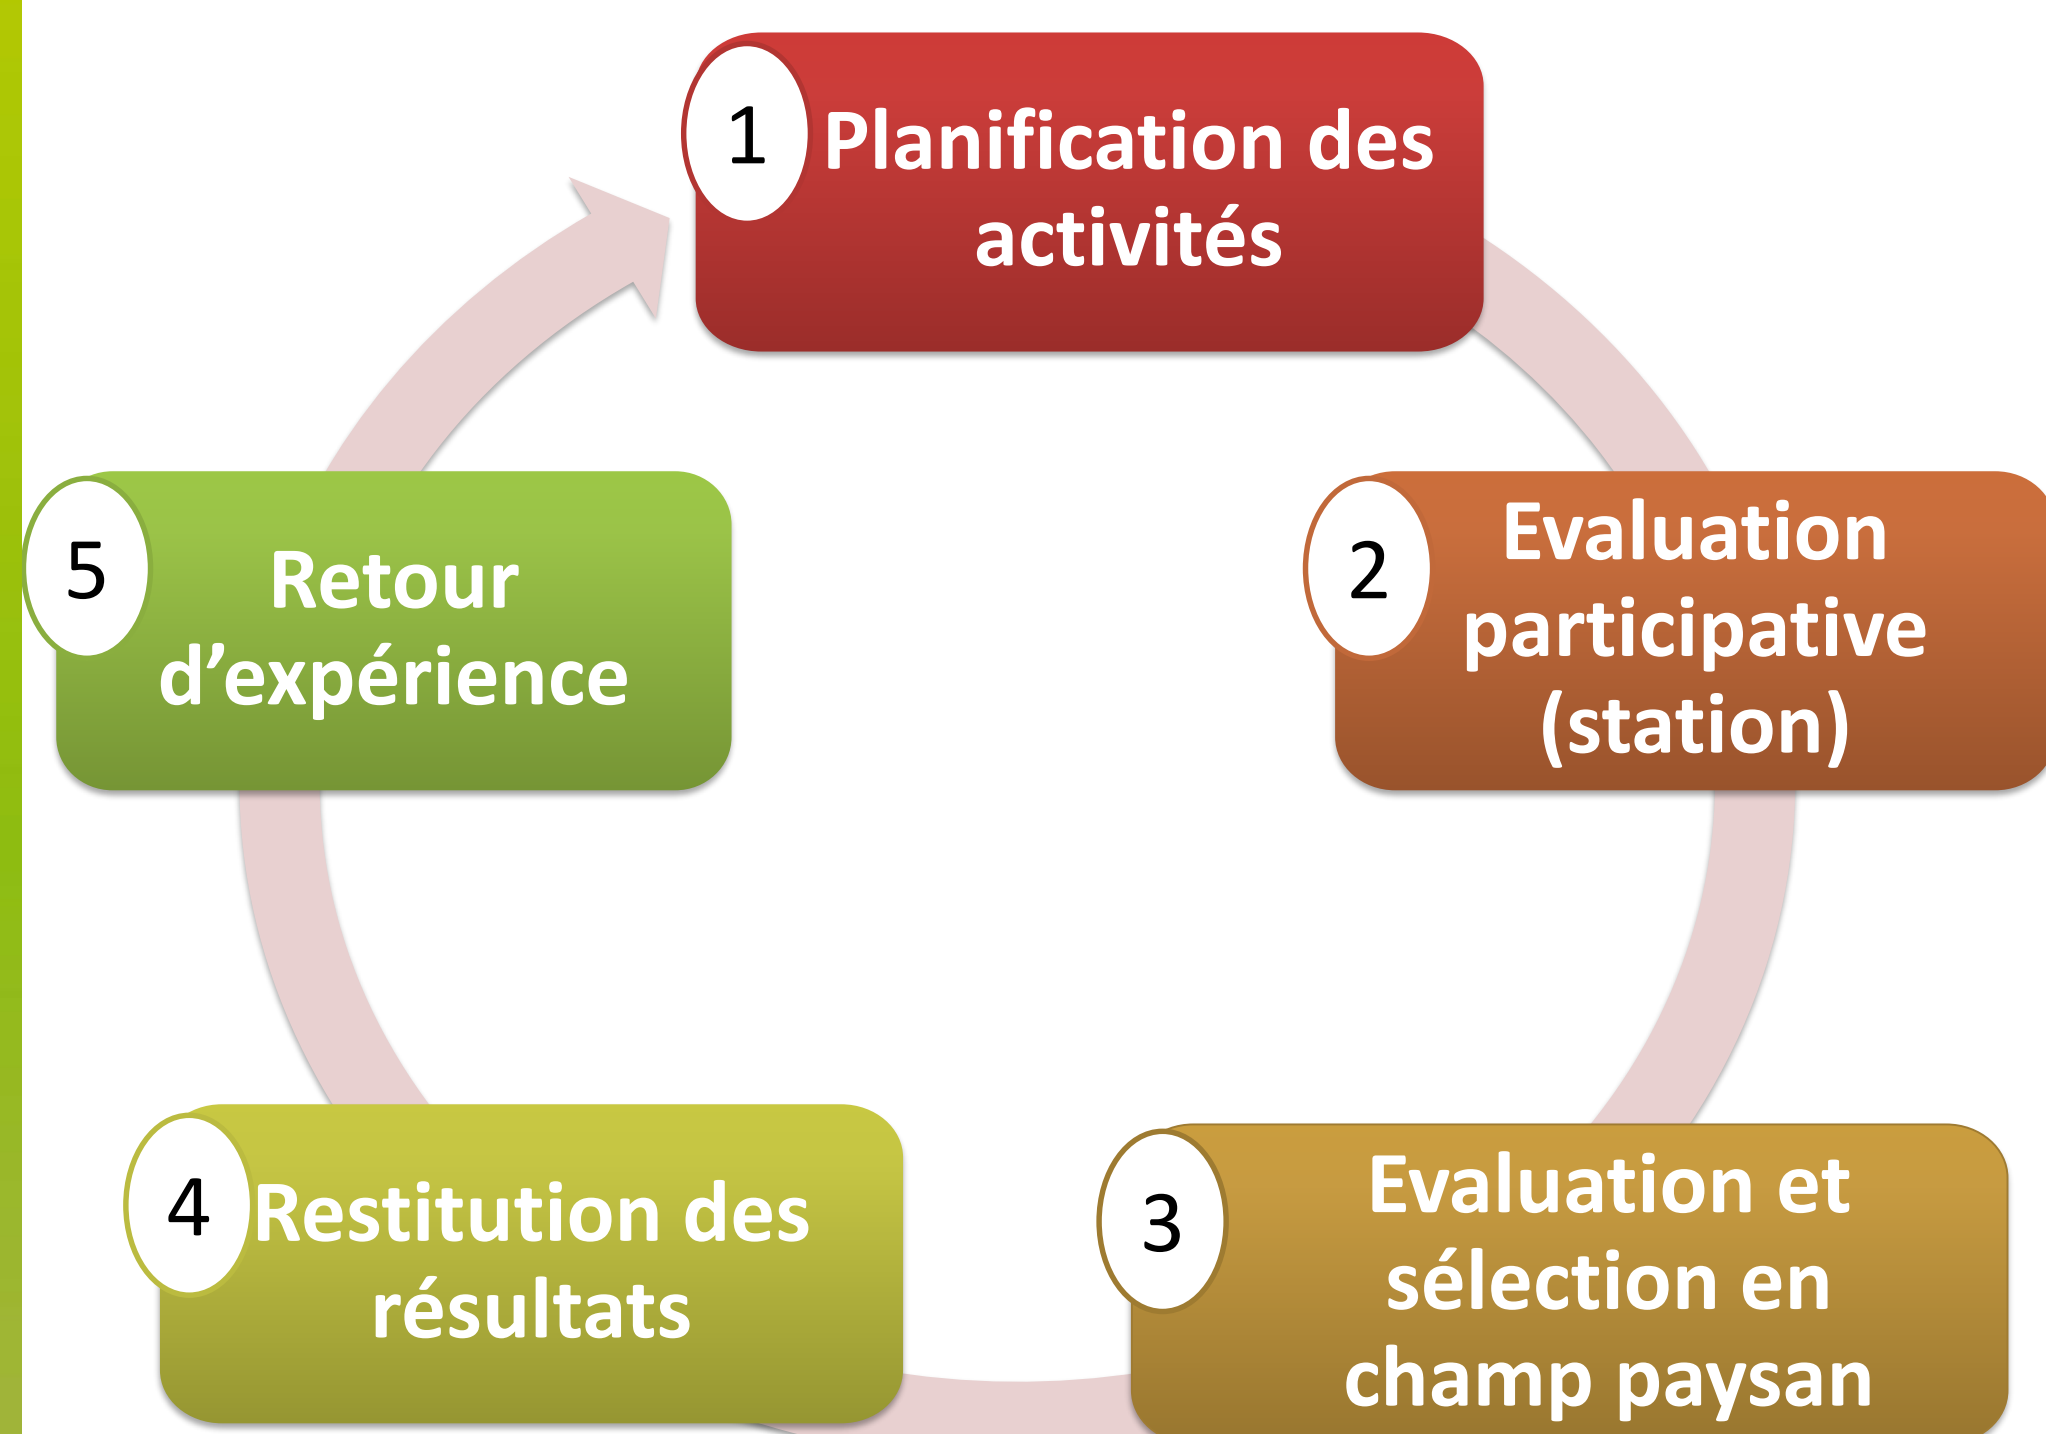 1
Planification des
activités
2
Evaluation
participative
(station)
3
Evaluation et
sélection en
champ paysan
4
Restitution des
résultats
5
Retour
d’expérience